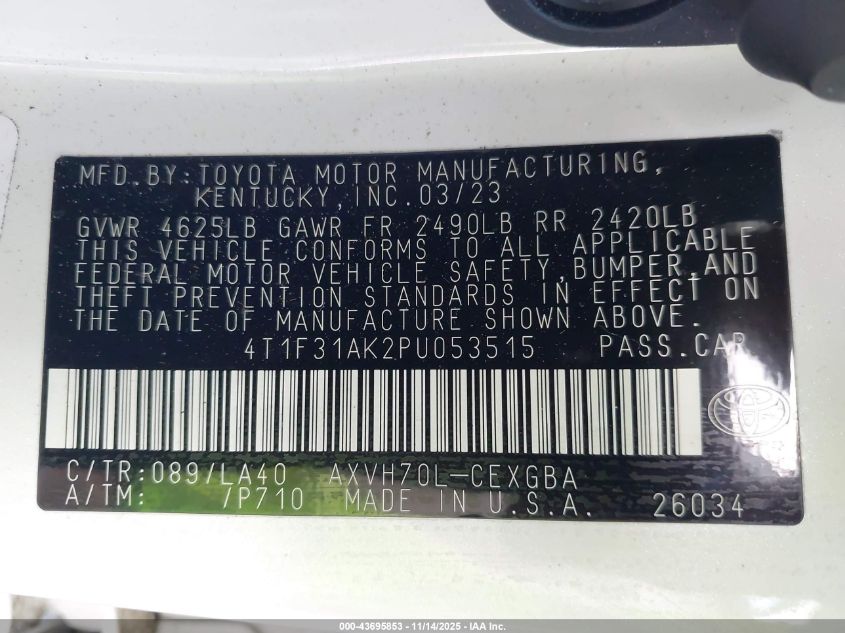 MFD.BY:TOYOTA MOTOR MANUFACTURING,
KENTUCKY,INC.03/23
GVWR 4625LB GAWR FR 2490LB RR 2420LB
THIS VEHICLE CONFORMS TO ALL APPLICABLE
FEDERAL MOTOR VEHICLE SAFETY,BUMPER,AND
THEFT PREVENTION STANDARDS IN EFFECT ON
THE DATE OF MANUFACTURE SHOWN ABOVE.
4T1F31AK2PU053515 PASS.CAR
C/TR:089/LA40 AXVH70L-CEXGBA
A/TM: /P710 MADE IN U.S.A. 26034
000-43695853 - 11/14/2025 - IAA Inc.